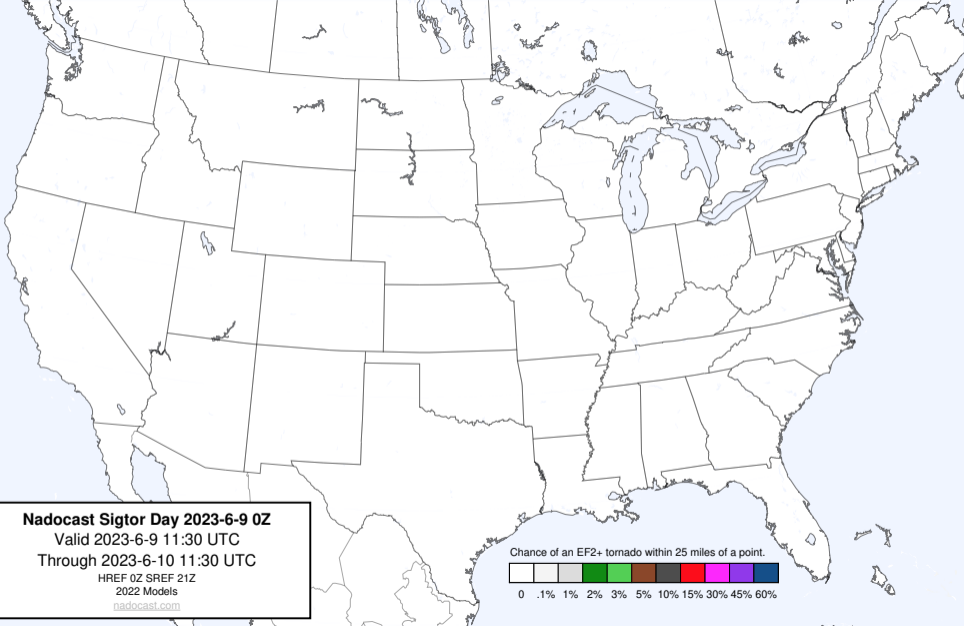 Nadocast Sigtor Day 2023-6-9 0Z
Valid 2023-6-9 11:30 UTC
Through 2023-6-10 11:30 UTC
HREF 0Z SREF 21Z
2022 Models
nadocast.com
Chance of an EF2+ tornado within 25 miles of a point.
0 .1% 1% 2% 3% 5% 10% 15% 30% 45% 60%